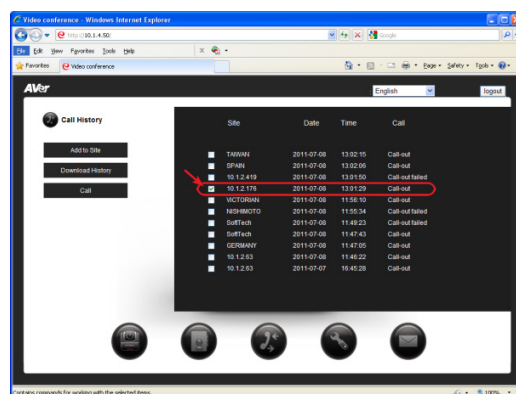 Video conference - Windows Internet Explorer
http://10.1.4.50/
Google
File Edit View Favorites Tools Help
Favorites Video conference
Page Safety Tools
AVer
English
logout
Call History
Add to Site
Download History
Call
Site Date Time Call
TAIWAN 2011-07-08 13:02:15 Call-out
SPAIN 2011-07-08 13:02:06 Call-out
10.1.2.419 2011-07-08 13:01:50 Call-out failed
10.1.2.176 2011-07-08 13:01:29 Call-out
VICTORIAN 2011-07-08 11:56:10 Call-out
NISHIMOTO 2011-07-08 11:55:34 Call-out failed
SoftTech 2011-07-08 11:49:23 Call-out failed
SoftTech 2011-07-08 11:47:43 Call-out
GERMANY 2011-07-08 11:47:05 Call-out
10.1.2.63 2011-07-08 11:46:22 Call-out
10.1.2.63 2011-07-07 16:45:28 Call-out
Contains commands for working with the selected items.
100%